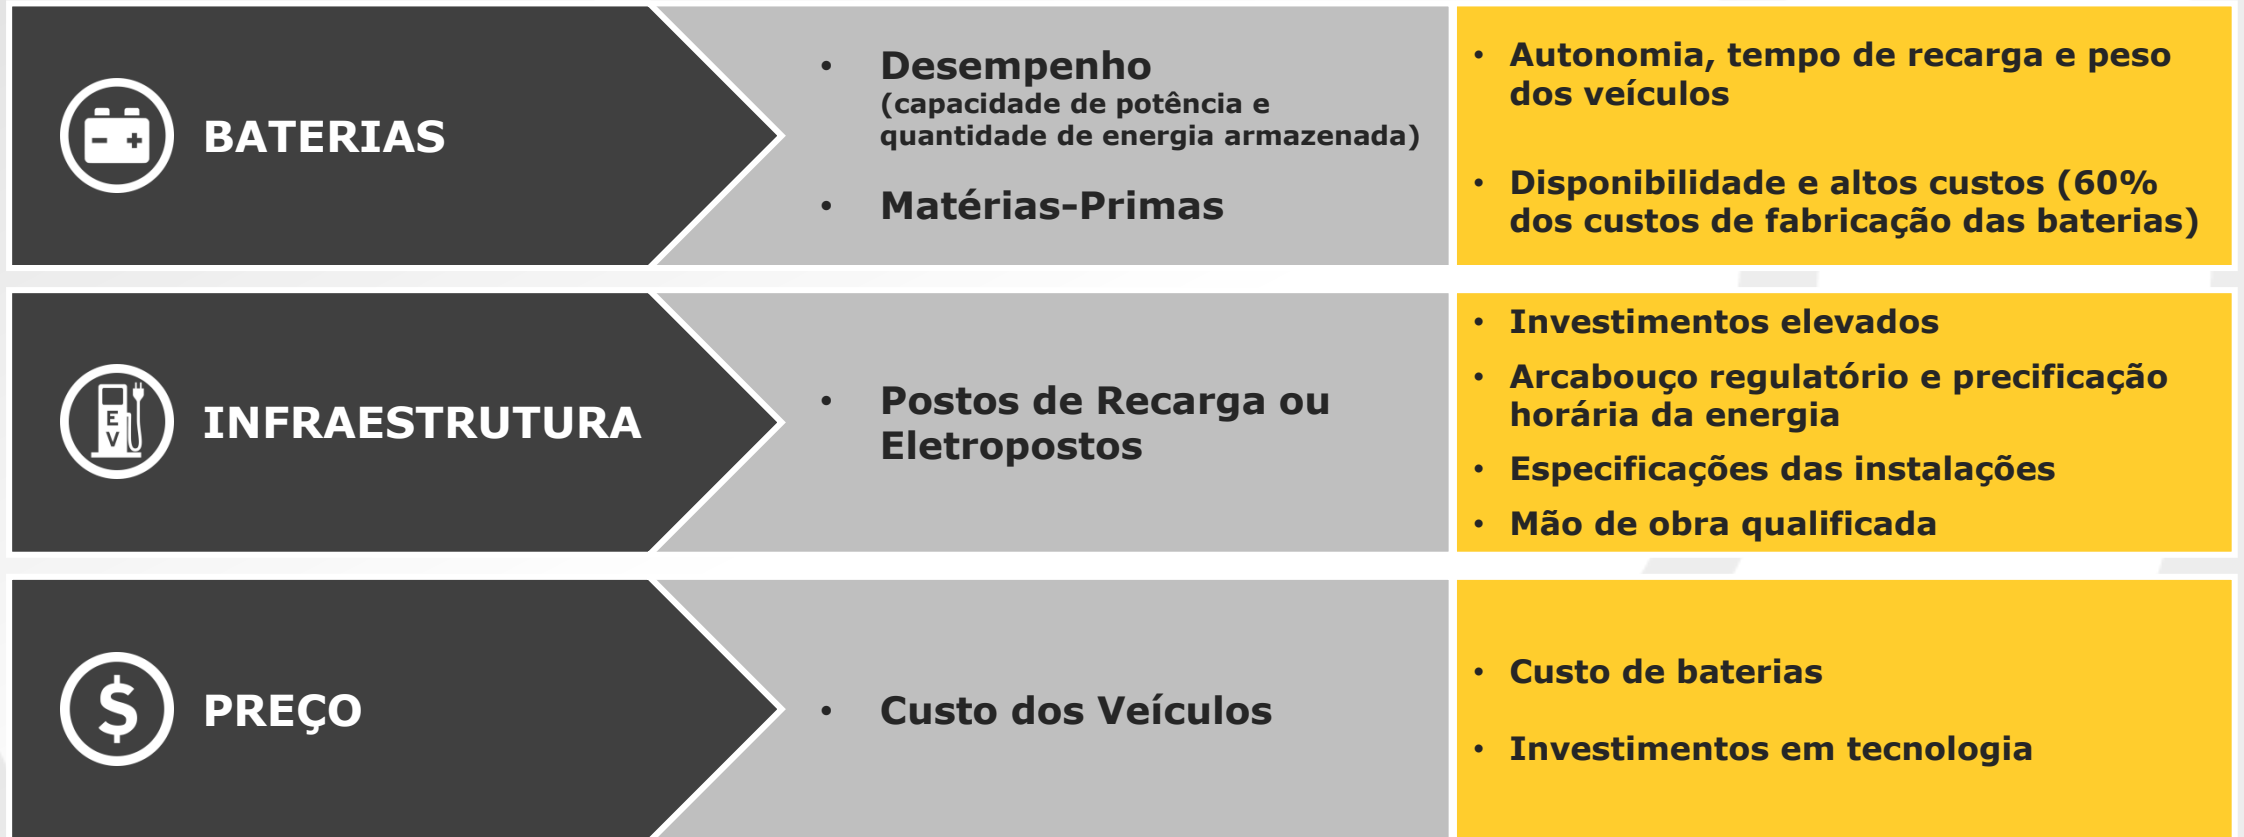 BATERIAS
• Desempenho
(capacidade de potência e
quantidade de energia armazenada)
• Matérias-Primas
• Autonomia, tempo de recarga e peso
dos veículos
• Disponibilidade e altos custos (60%
dos custos de fabricação das baterias)
EV
INFRAESTRUTURA
• Postos de Recarga ou
Eletropostos
• Investimentos elevados
• Arcabouço regulatório e precificação
horária da energia
• Especificações das instalações
• Mão de obra qualificada
$
PREÇO
• Custo dos Veículos
• Custo de baterias
• Investimentos em tecnologia